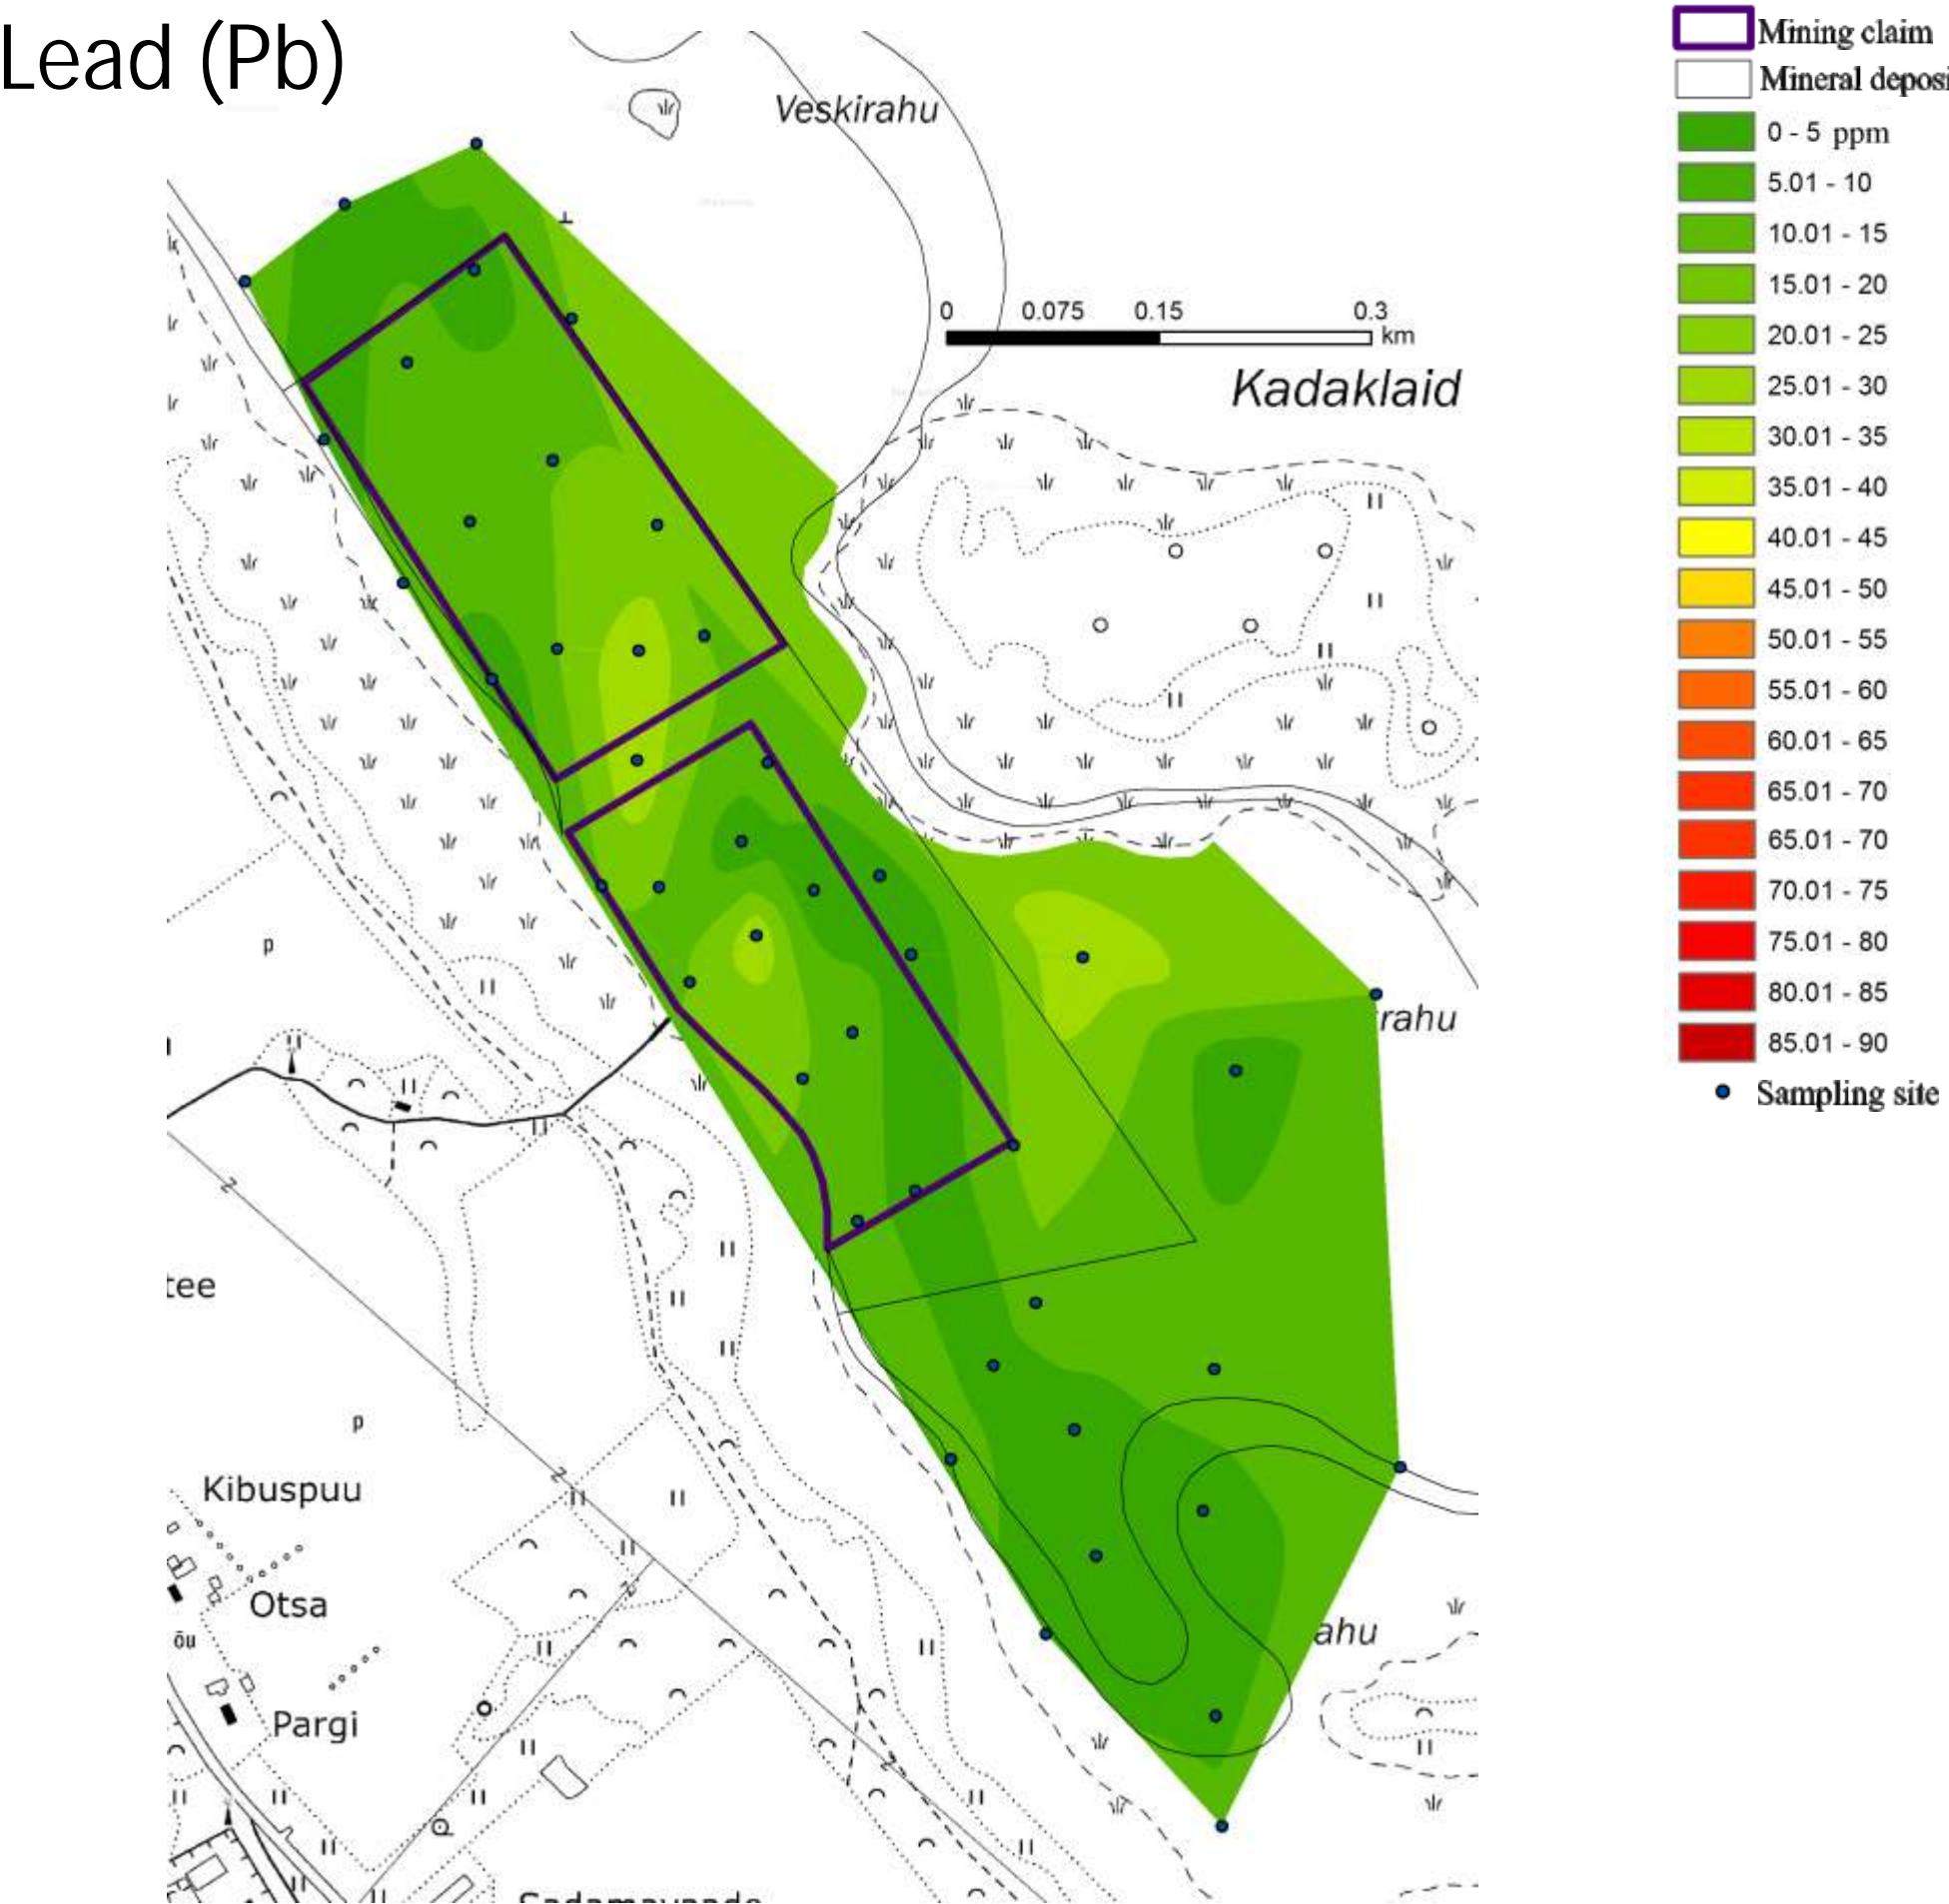 Lead (Pb)
Veskirahu
0 0.075 0.15 0.3
km
Kadaklaid
rahu
p
tee
p
Kibuspuu
Otsa
õu
Pargi
ahu
Mining claim
Mineral deposi
0 - 5 ppm
5.01 - 10
10.01 - 15
15.01 - 20
20.01 - 25
25.01 - 30
30.01 - 35
35.01 - 40
40.01 - 45
45.01 - 50
50.01 - 55
55.01 - 60
60.01 - 65
65.01 - 70
65.01 - 70
70.01 - 75
75.01 - 80
80.01 - 85
85.01 - 90
Sampling site